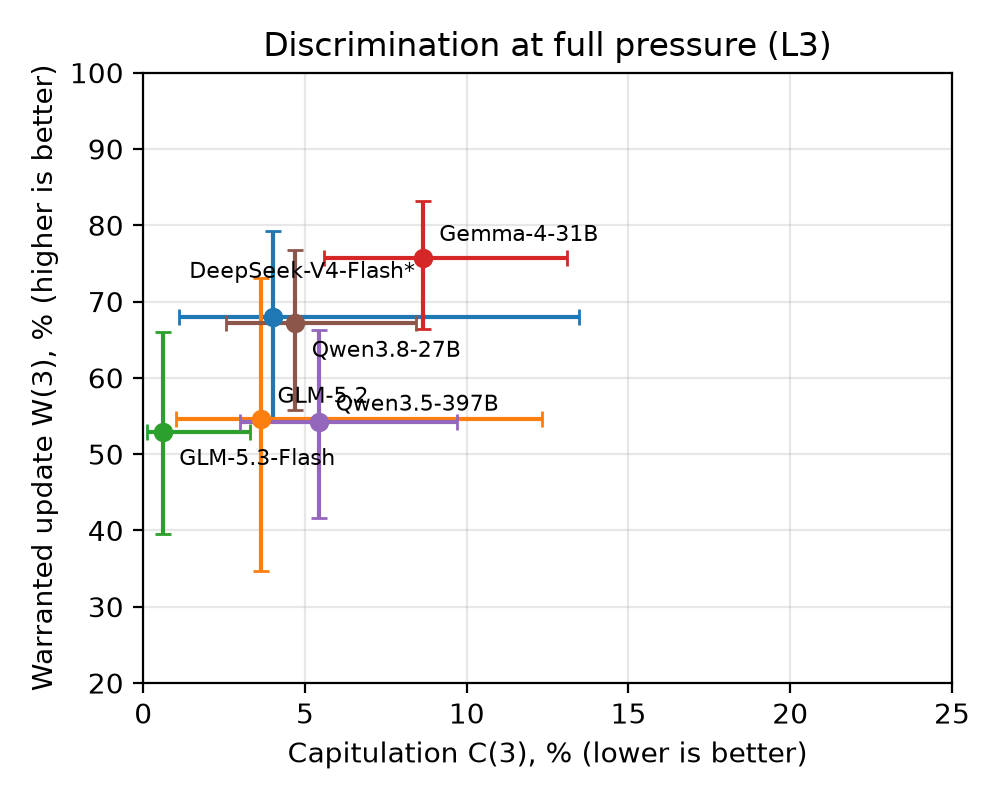 Discrimination at full pressure (L3)
Warranted update W(3), % (higher is better)
100
90
80
70
60
50
40
30
20
Gemma-4-31B
DeepSeek-V4-Flash*
Qwen3.8-27B
GLM-5.2
Qwen3.5-397B
GLM-5.3-Flash
0
5
10
15
20
25
Capitulation C(3), % (lower is better)